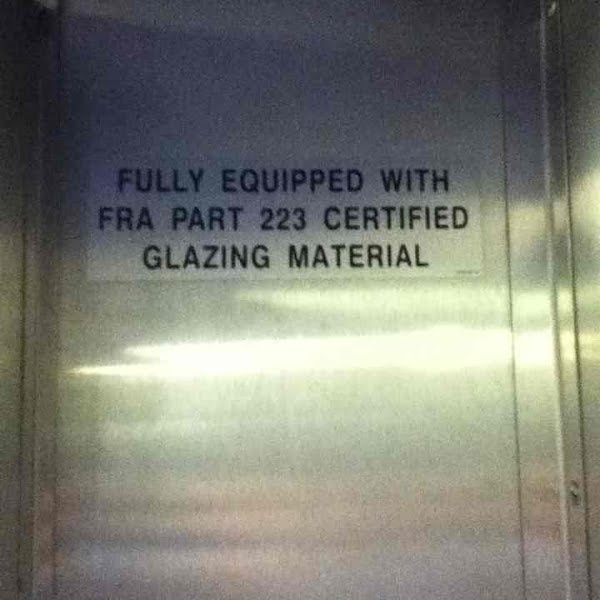 FULLY EQUIPPED WITH
FRA PART 223 CERTIFIED
GLAZING MATERIAL